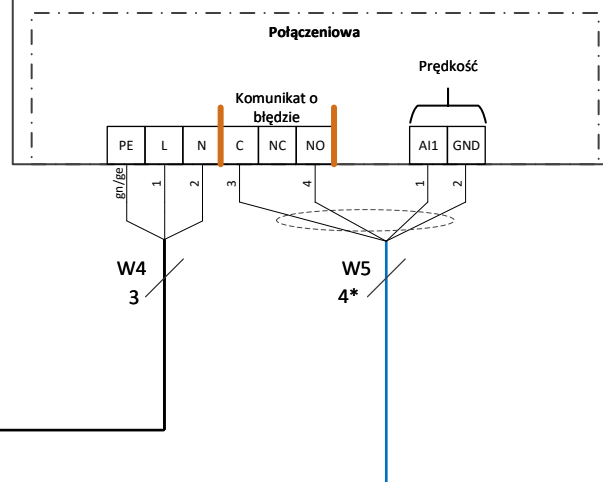 Połączeniowa
Prędkość
Komunikat o
błędzie
PE L N C NC NO AI1 GND
gn/ge 1 2 3 4 1 2
W4
3
W5
4*